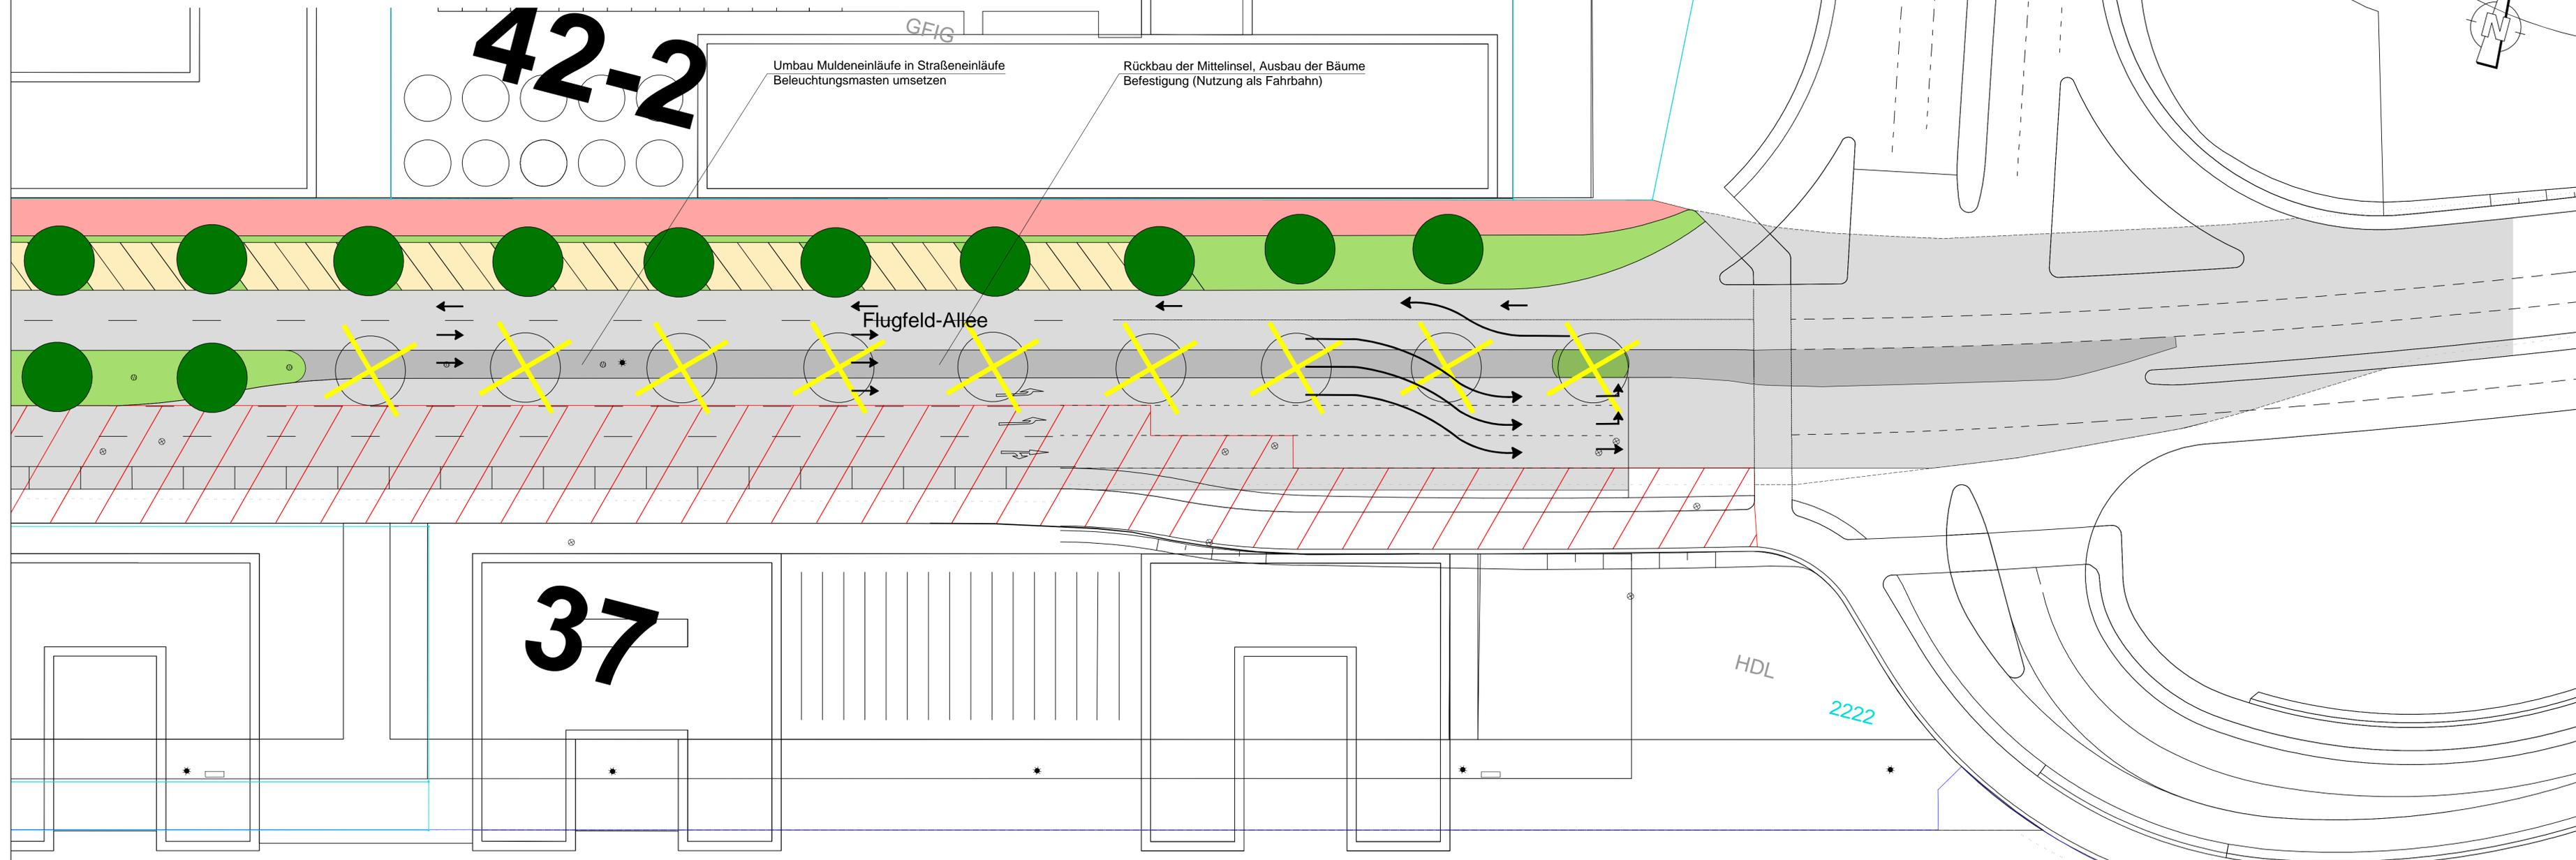 42-2
GFIG
Umbau Muldeneinläufe in Straßeneinläufe
Beleuchtungsmasten umsetzen
Rückbau der Mittelinsel, Ausbau der Bäume
Befestigung (Nutzung als Fahrbahn)
N
Flugfeld-Allee
37
HDL
2222